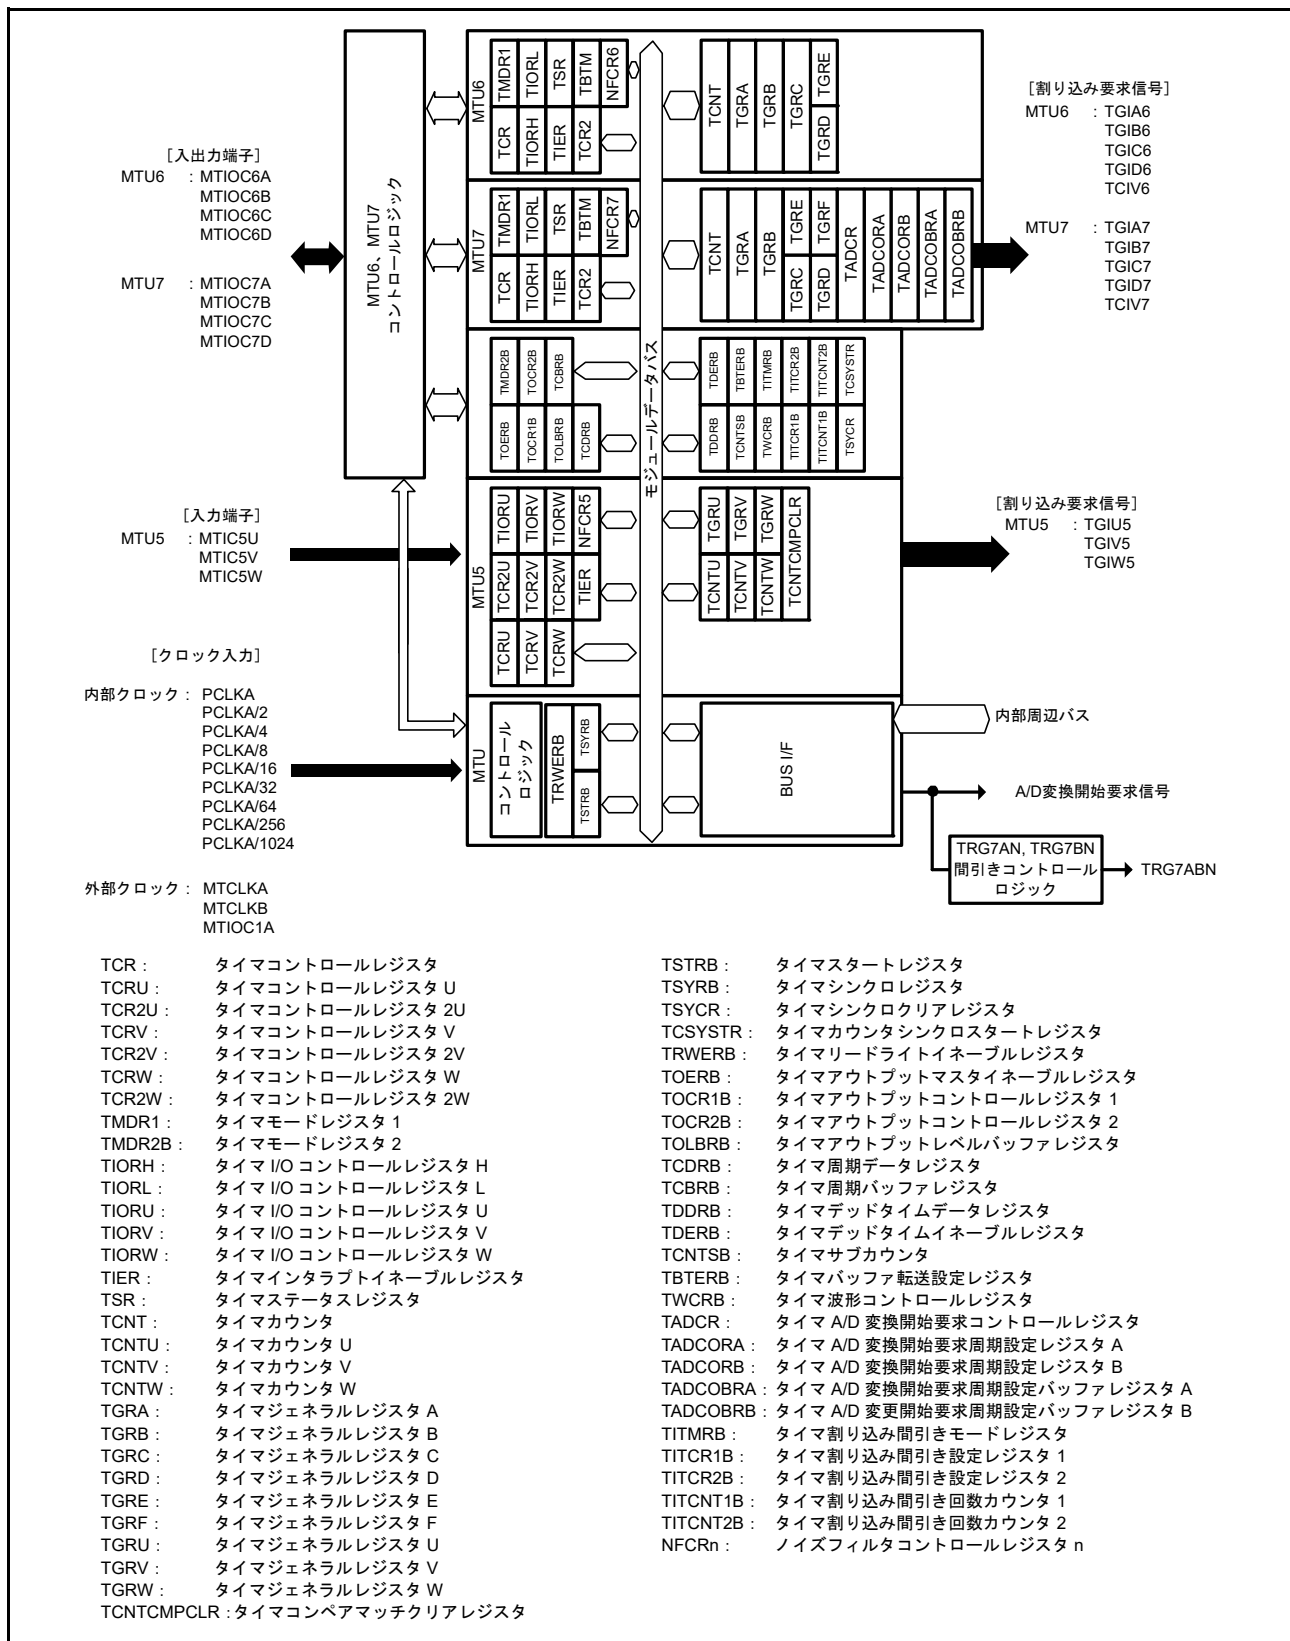 [入出力端子]
MTU6 : MTIOC6A
MTIOC6B
MTIOC6C
MTIOC6D
MTU7 : MTIOC7A
MTIOC7B
MTIOC7C
MTIOC7D
[入力端子]
MTU5 : MTIC5U
MTIC5V
MTIC5W
[クロック入力]
内部クロック : PCLKA
PCLKA/2
PCLKA/4
PCLKA/8
PCLKA/16
PCLKA/32
PCLKA/64
PCLKA/256
PCLKA/1024
外部クロック : MTCLKA
MTCLKB
MTIOC1A
MTU6、MTU7
コントロールロジック
MTU6
TMDR1
TIORL
TSR
TBTM
NFCR6
TCR
TIORH
TIER
TCR2
TCNT
TGRA
TGRB
TGRC
TGRE
TGRD
MTU7
TMDR1
TIORL
TSR
TBTM
NFCR7
TCR
TIORH
TIER
TCR2
TCNT
TGRA
TGRB
TGRE
TGRF
TGRC
TGRD
TADCR
TADCORA
TADCORB
TADCOBRA
TADCOBRB
TMDR2B
TOCR2B
TCBRB
TOERB
TOCR1B
TOLBRB
TCDRB
TDERB
TBTERB
TITMRB
TITCR2B
TITCNT2B
TCSYSTR
TDDRB
TCNTSB
TWCRB
TITCR1B
TITCNT1B
TSYCR
モジュールデータバス
MTU5
TIORU
TIORV
TIORW
NFCR5
TCR2U
TCR2V
TCR2W
TIER
TCRU
TCRV
TCRW
TGRU
TGRV
TGRW
TCNTU
TCNTV
TCNTW
TCNTCMPCLR
MTU
コントロール
ロジック
TRWERB
TSYRB
TSTRB
BUS I/F
[割り込み要求信号]
MTU6 : TGIA6
TGIB6
TGIC6
TGID6
TCIV6
MTU7 : TGIA7
TGIB7
TGIC7
TGID7
TCIV7
[割り込み要求信号]
MTU5 : TGIU5
TGIV5
TGIW5
内部周辺バス
A/D変換開始要求信号
TRG7AN, TRG7BN
間引きコントロール
ロジック
TRG7ABN
TCR : タイマコントロールレジスタ
TCRU : タイマコントロールレジスタ U
TCR2U : タイマコントロールレジスタ 2U
TCRV : タイマコントロールレジスタ V
TCR2V : タイマコントロールレジスタ 2V
TCRW : タイマコントロールレジスタ W
TCR2W : タイマコントロールレジスタ 2W
TMDR1 : タイマモードレジスタ 1
TMDR2B : タイマモードレジスタ 2
TIORH : タイマ I/O コントロールレジスタ H
TIORL : タイマ I/O コントロールレジスタ L
TIORU : タイマ I/O コントロールレジスタ U
TIORV : タイマ I/O コントロールレジスタ V
TIORW : タイマ I/O コントロールレジスタ W
TIER : タイマインタラプトイネーブルレジスタ
TSR : タイマステータスレジスタ
TCNT : タイマカウンタ
TCNTU : タイマカウンタ U
TCNTV : タイマカウンタ V
TCNTW : タイマカウンタ W
TGRA : タイマジェネラルレジスタ A
TGRB : タイマジェネラルレジスタ B
TGRC : タイマジェネラルレジスタ C
TGRD : タイマジェネラルレジスタ D
TGRE : タイマジェネラルレジスタ E
TGRF : タイマジェネラルレジスタ F
TGRU : タイマジェネラルレジスタ U
TGRV : タイマジェネラルレジスタ V
TGRW : タイマジェネラルレジスタ W
TCNTCMPCLR : タイマコンペアマッチクリアレジスタ
TSTRB : タイマスタートレジスタ
TSYRB : タイマシンクロレジスタ
TSYCR : タイマシンクロクリアレジスタ
TCSYSTR : タイマカウンタシンクロスタートレジスタ
TRWERB : タイマリードライトイネーブルレジスタ
TOERB : タイマアウトプットマスタイネーブルレジスタ
TOCR1B : タイマアウトプットコントロールレジスタ 1
TOCR2B : タイマアウトプットコントロールレジスタ 2
TOLBRB : タイマアウトプットレベルバッファレジスタ
TCDRB : タイマ周期データレジスタ
TCBRB : タイマ周期バッファレジスタ
TDDRB : タイマデッドタイムデータレジスタ
TDERB : タイマデッドタイムイネーブルレジスタ
TCNTSB : タイマサブカウンタ
TBTERB : タイマバッファ転送設定レジスタ
TWCRB : タイマ波形コントロールレジスタ
TADCR : タイマ A/D 変換開始要求コントロールレジスタ
TADCORA : タイマ A/D 変換開始要求周期設定レジスタ A
TADCORB : タイマ A/D 変換開始要求周期設定レジスタ B
TADCOBRA : タイマ A/D 変換開始要求周期設定バッファレジスタ A
TADCOBRB : タイマ A/D 変更開始要求周期設定バッファレジスタ B
TITMRB : タイマ割り込み間引きモードレジスタ
TITCR1B : タイマ割り込み間引き設定レジスタ 1
TITCR2B : タイマ割り込み間引き設定レジスタ 2
TITCNT1B : タイマ割り込み間引き回数カウンタ 1
TITCNT2B : タイマ割り込み間引き回数カウンタ 2
NFCRn : ノイズフィルタコントロールレジスタ n